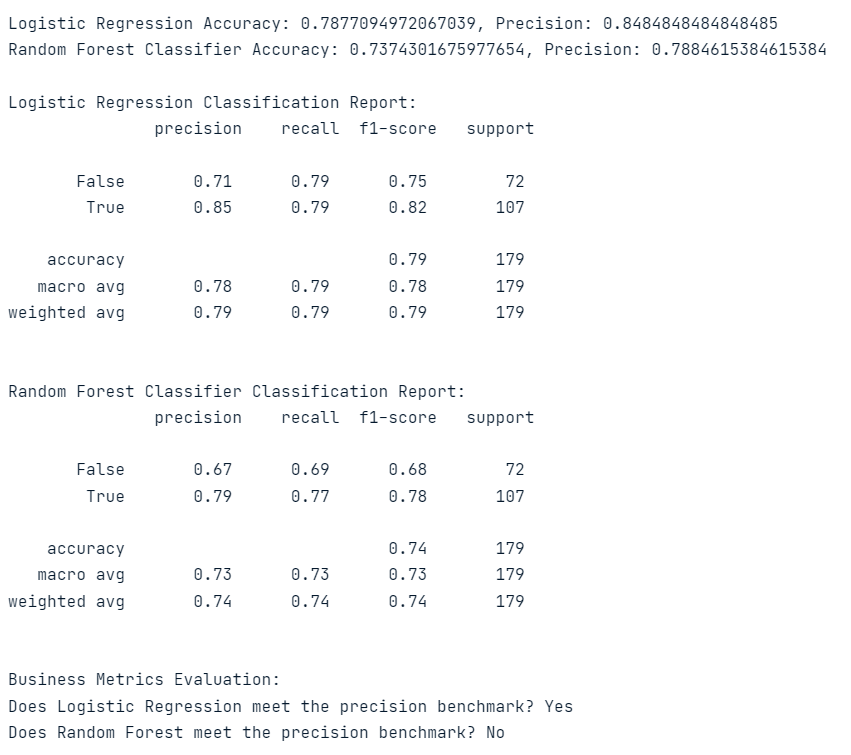 Logistic Regression Accuracy: 0.7877094972067039, Precision: 0.8484848484848485
Random Forest Classifier Accuracy: 0.7374301675977654, Precision: 0.7884615384615384
Logistic Regression Classification Report:
precision recall f1-score support
False 0.71 0.79 0.75 72
True 0.85 0.79 0.82 107
accuracy 0.79 179
macro avg 0.78 0.79 0.78 179
weighted avg 0.79 0.79 0.79 179
Random Forest Classifier Classification Report:
precision recall f1-score support
False 0.67 0.69 0.68 72
True 0.79 0.77 0.78 107
accuracy 0.74 179
macro avg 0.73 0.73 0.73 179
weighted avg 0.74 0.74 0.74 179
Business Metrics Evaluation:
Does Logistic Regression meet the precision benchmark? Yes
Does Random Forest meet the precision benchmark? No